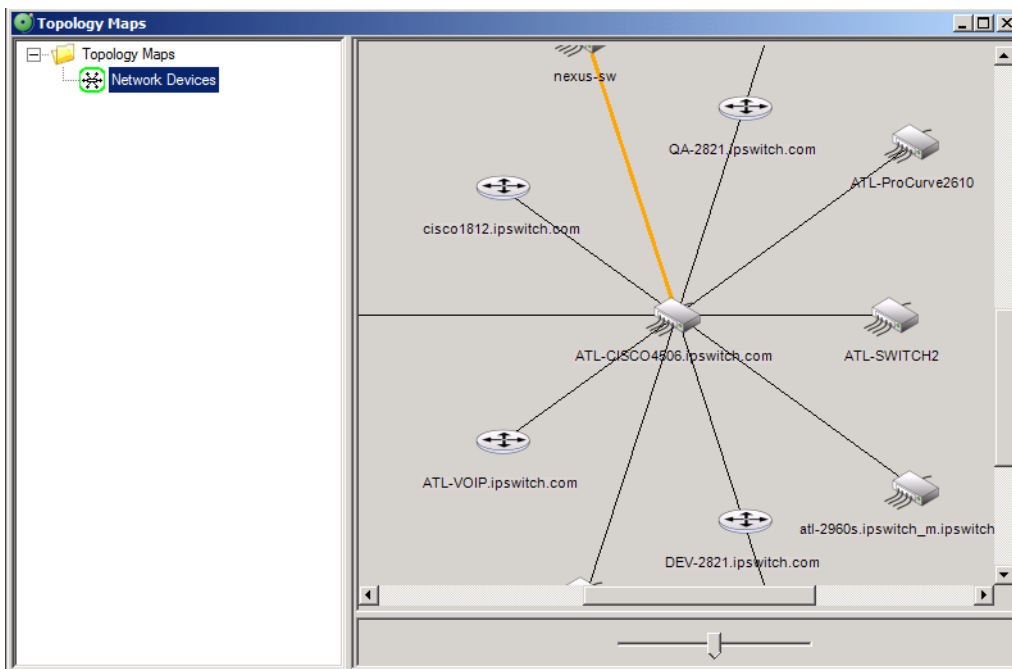 Topology Maps
Topology Maps
Network Devices
nexus-sw
QA-2821.ipswitch.com
ATL-ProCurve2610
cisco1812.ipswitch.com
ATL-CISCO4506.ipswitch.com
ATL-SWITCH2
ATL-VOIP.ipswitch.com
atl-2960s.ipswitch_m.ipswitch
DEV-2821.ipswitch.com